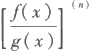 [ f(x) / g(x) ]^(n)